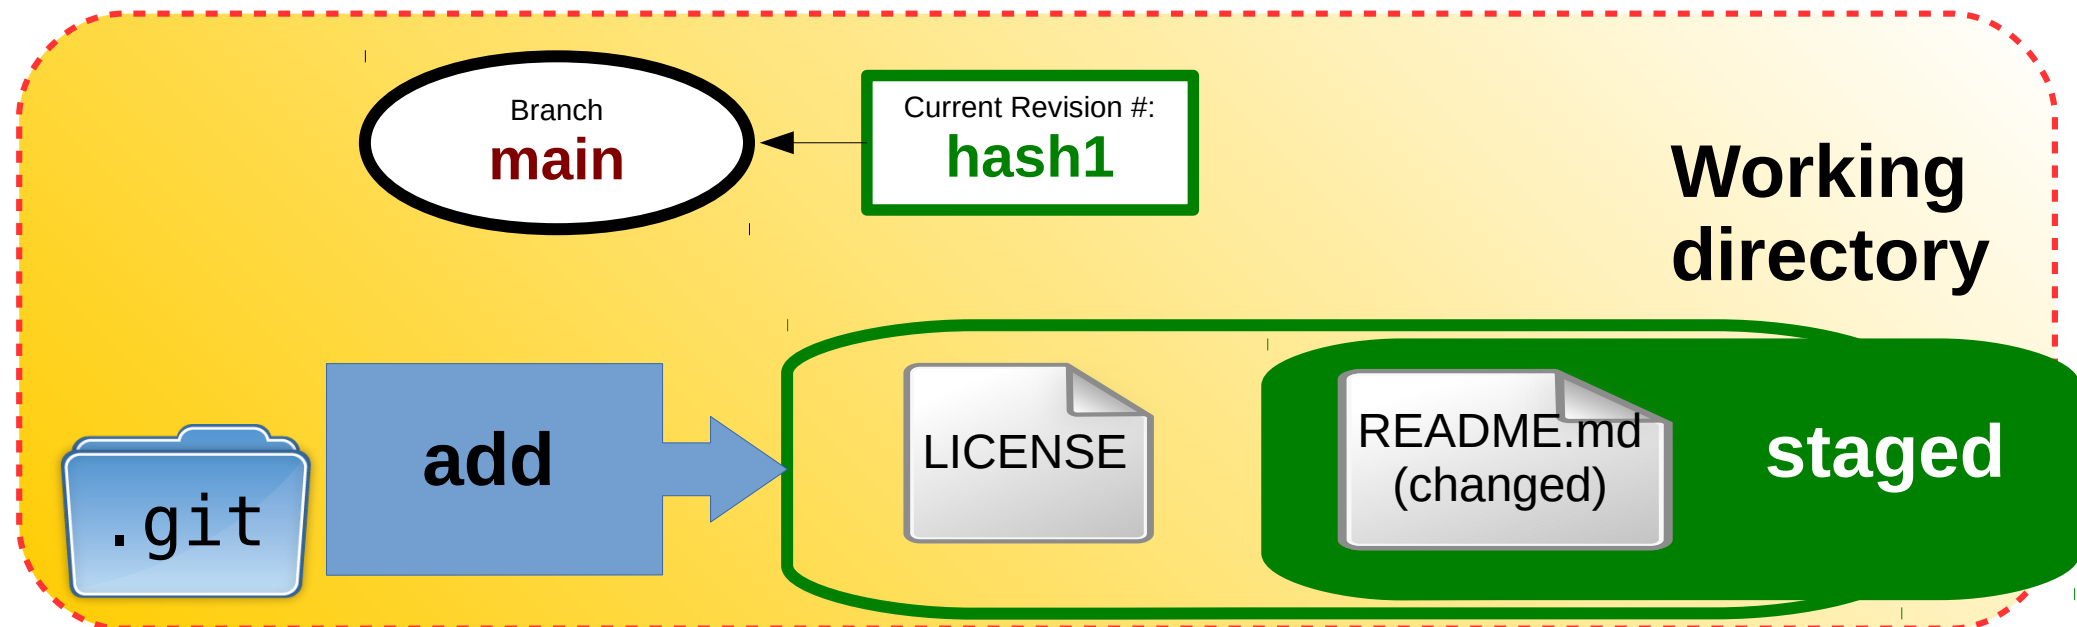 Branch
main
Current Revision #:
hash1
Working
directory
.git
add
LICENSE
README.md
(changed)
staged